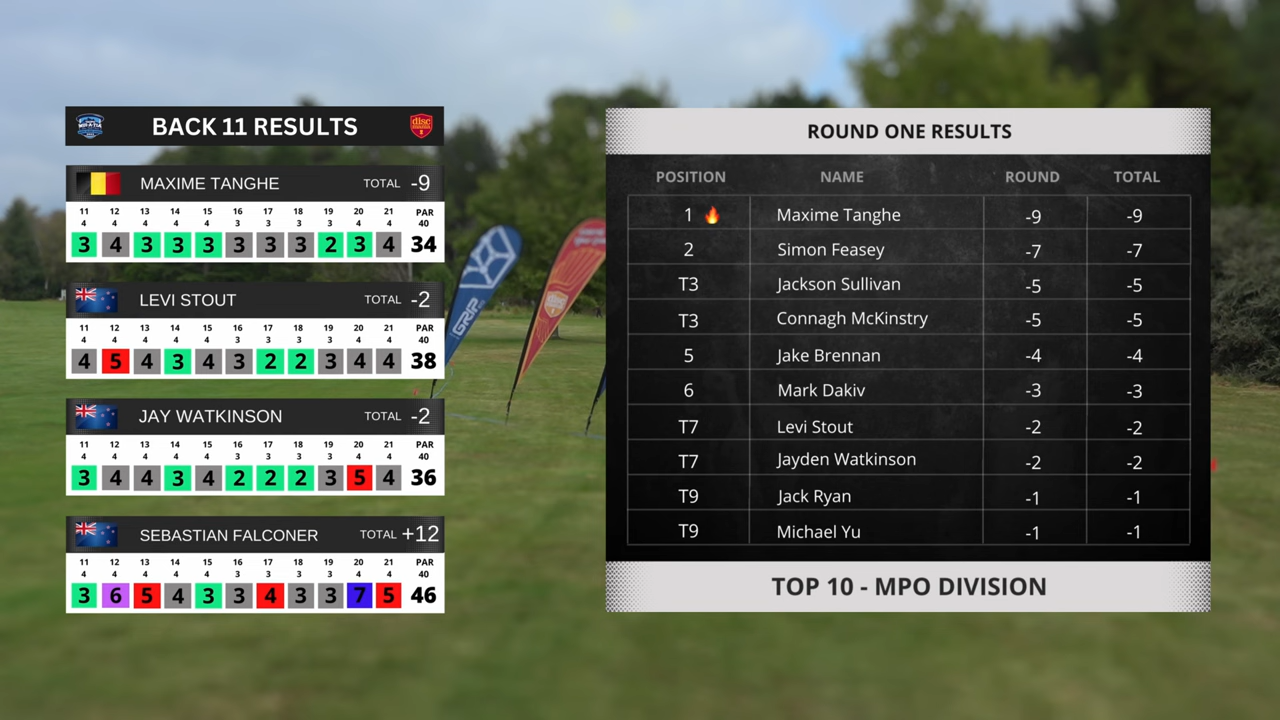 BACK 11 RESULTS
disc
MAXIME TANGHE TOTAL -9
11 12 13 14 15 16 17 18 19 20 21 PAR
4 4 4 4 4 3 3 3 3 4 4 40
3 4 3 3 3 3 3 3 2 3 4 34
LEVI STOUT TOTAL -2
11 12 13 14 15 16 17 18 19 20 21 PAR
4 4 4 4 4 3 3 3 3 4 4 40
4 5 4 3 4 3 2 2 3 4 4 38
JAY WATKINSON TOTAL -2
11 12 13 14 15 16 17 18 19 20 21 PAR
4 4 4 4 4 3 3 3 3 4 4 40
3 4 4 3 4 2 2 2 3 5 4 36
SEBASTIAN FALCONER TOTAL +12
11 12 13 14 15 16 17 18 19 20 21 PAR
4 4 4 4 4 3 3 3 3 4 4 40
3 6 5 4 3 3 4 3 3 7 5 46
GRIP
ROUND ONE RESULTS
POSITION NAME ROUND TOTAL
1 Maxime Tanghe -9 -9
2 Simon Feasey -7 -7
T3 Jackson Sullivan -5 -5
T3 Connagh McKinstry -5 -5
5 Jake Brennan -4 -4
6 Mark Dakiv -3 -3
T7 Levi Stout -2 -2
T7 Jayden Watkinson -2 -2
T9 Jack Ryan -1 -1
T9 Michael Yu -1 -1
TOP 10 - MPO DIVISION